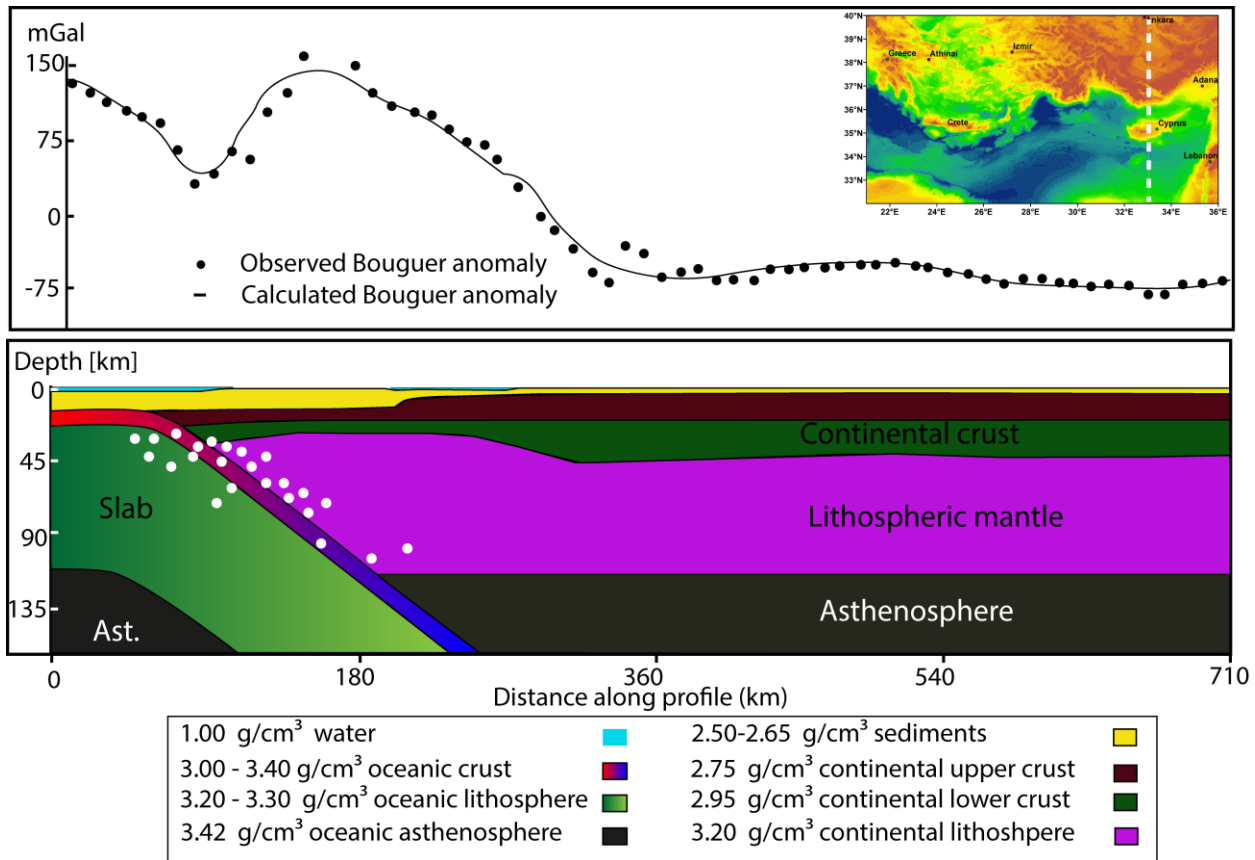 mGal
150
75
0
-75
Observed Bouguer anomaly
Calculated Bouguer anomaly
40°N
39°N
38°N
37°N
36°N
35°N
34°N
33°N
22°E 24°E 26°E 28°E 30°E 32°E 34°E 36°E
nkara
Greece
Athinai
Izmir
Adana
Crete
Cyprus
Lebanon
Depth [km]
0
45
90
135
Continental crust
Slab
Lithospheric mantle
Ast.
Asthenosphere
0 180 360 540 710
Distance along profile (km)
1.00 g/cm³ water
3.00 - 3.40 g/cm³ oceanic crust
3.20 - 3.30 g/cm³ oceanic lithosphere
3.42 g/cm³ oceanic asthenosphere
2.50-2.65 g/cm³ sediments
2.75 g/cm³ continental upper crust
2.95 g/cm³ continental lower crust
3.20 g/cm³ continental lithoshpere